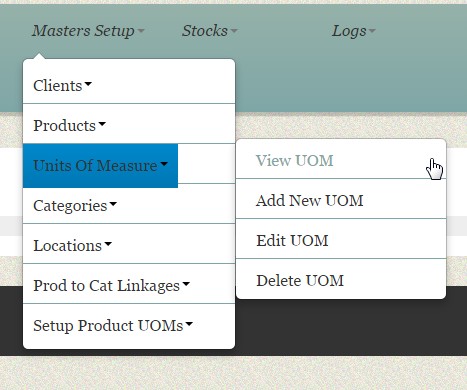 Masters Setup Stocks Logs
Clients
Products
Units Of Measure
Categories
Locations
Prod to Cat Linkages
Setup Product UOMs
View UOM
Add New UOM
Edit UOM
Delete UOM